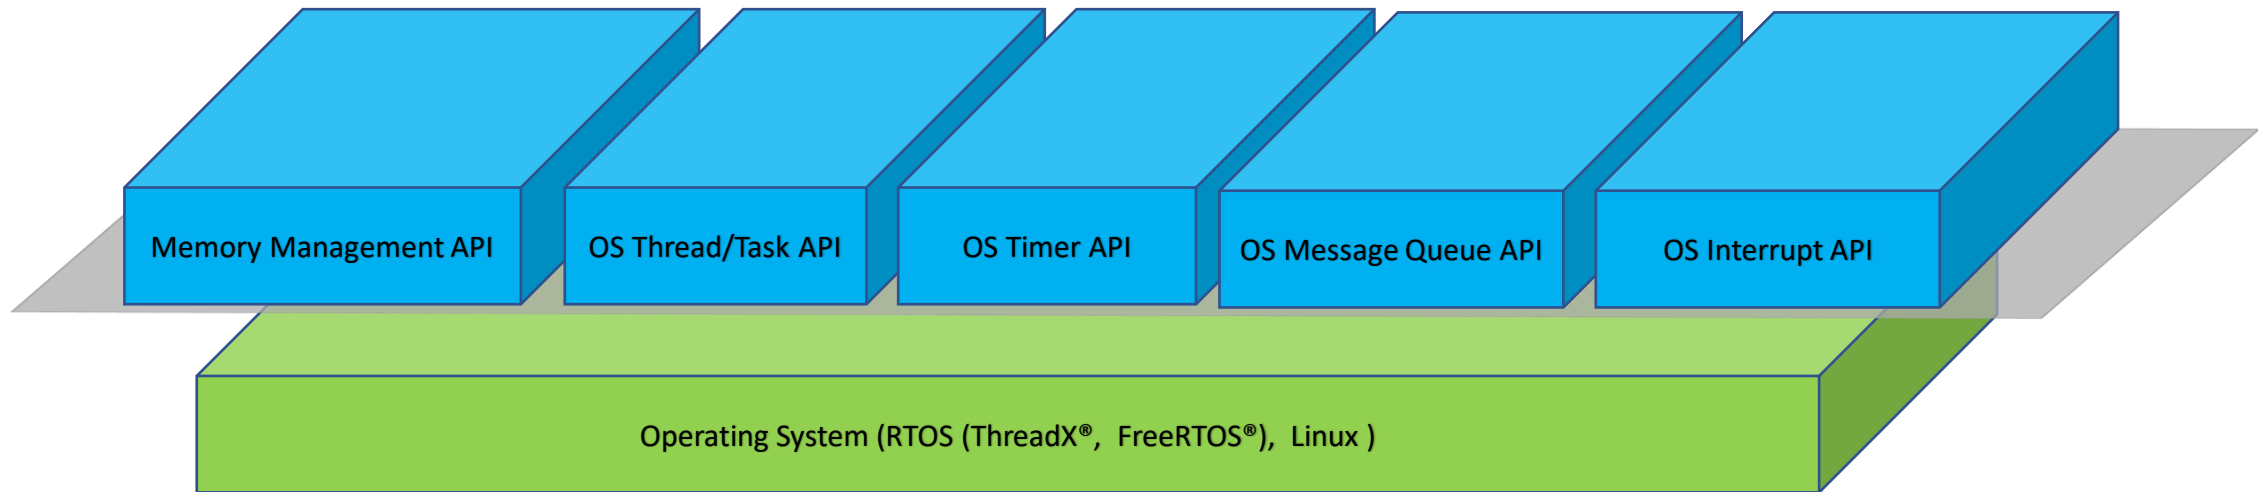 Memory Management API
OS Thread/Task API
OS Timer API
OS Message Queue API
OS Interrupt API
Operating System (RTOS (ThreadX®, FreeRTOS®), Linux )